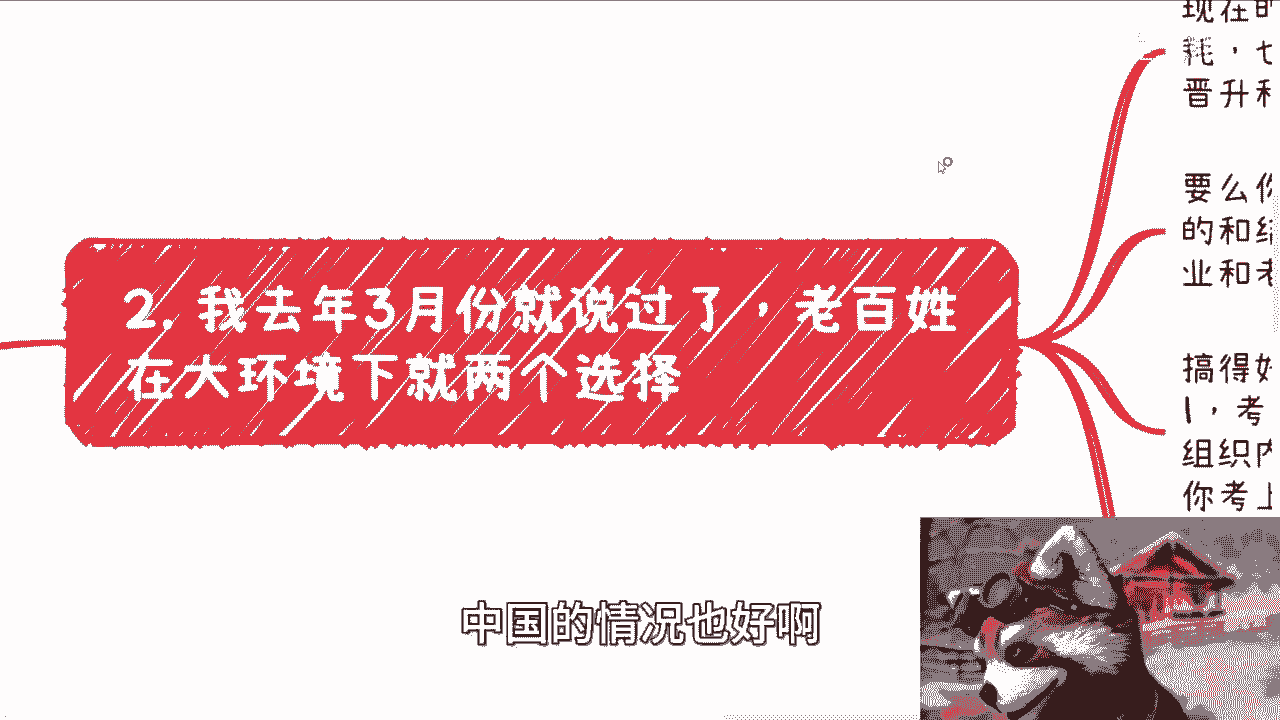 2. 我去年3月份就说过了，老百姓
在大环境下就两个选择
现在的
耗，七
晋升和
要么你
的和结
业和老
搞得好
1，考
组织内
你考上
中国的情况也好啊